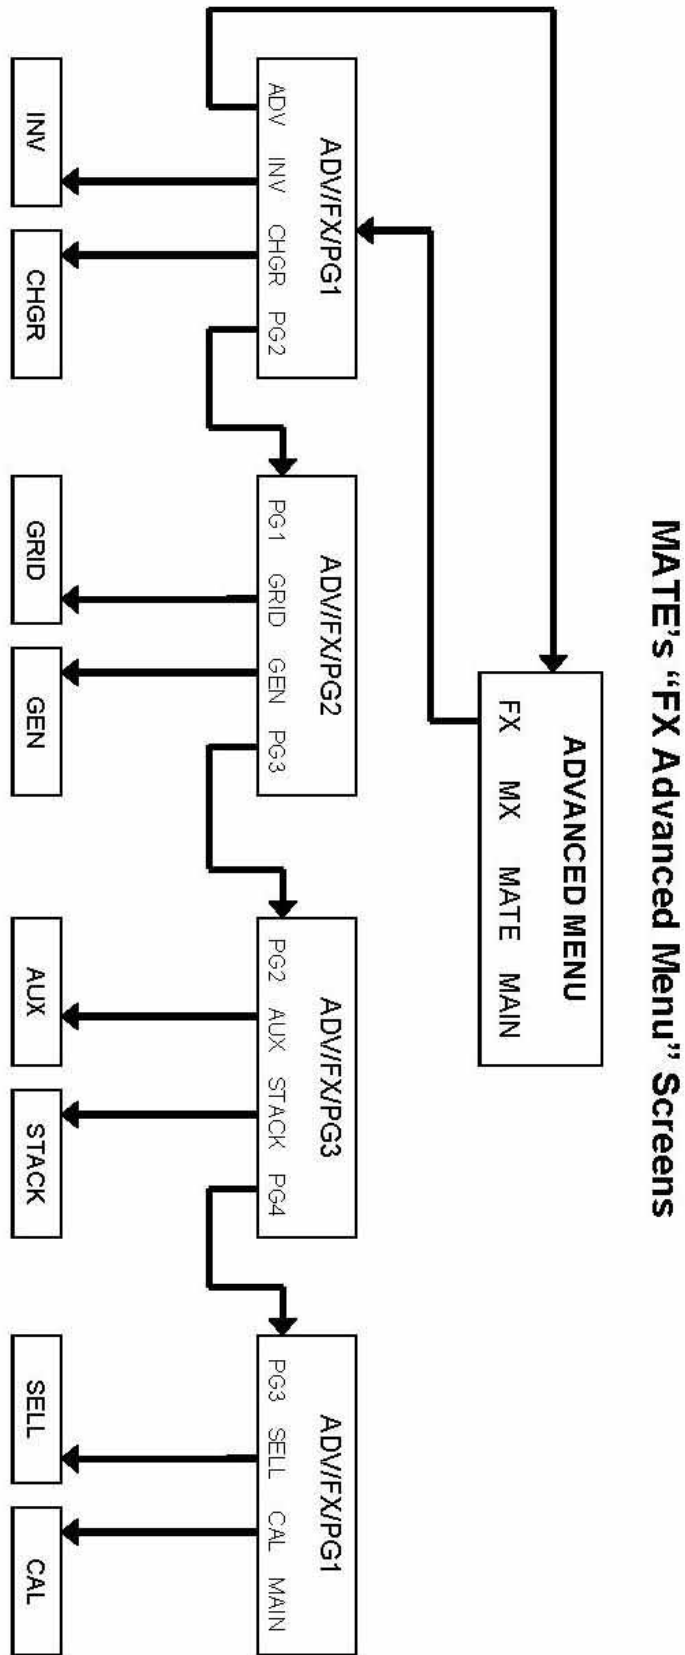 MATE's “FX Advanced Menu” Screens
ADVANCED MENU
FX MX MATE MAIN
ADV/FX/PG1
ADV INV CHGR PG2
ADV/FX/PG2
PG1 GRID GEN PG3
ADV/FX/PG3
PG2 AUX STACK PG4
ADV/FX/PG1
PG3 SELL CAL MAIN
INV
CHGR
GRID
GEN
AUX
STACK
SELL
CAL